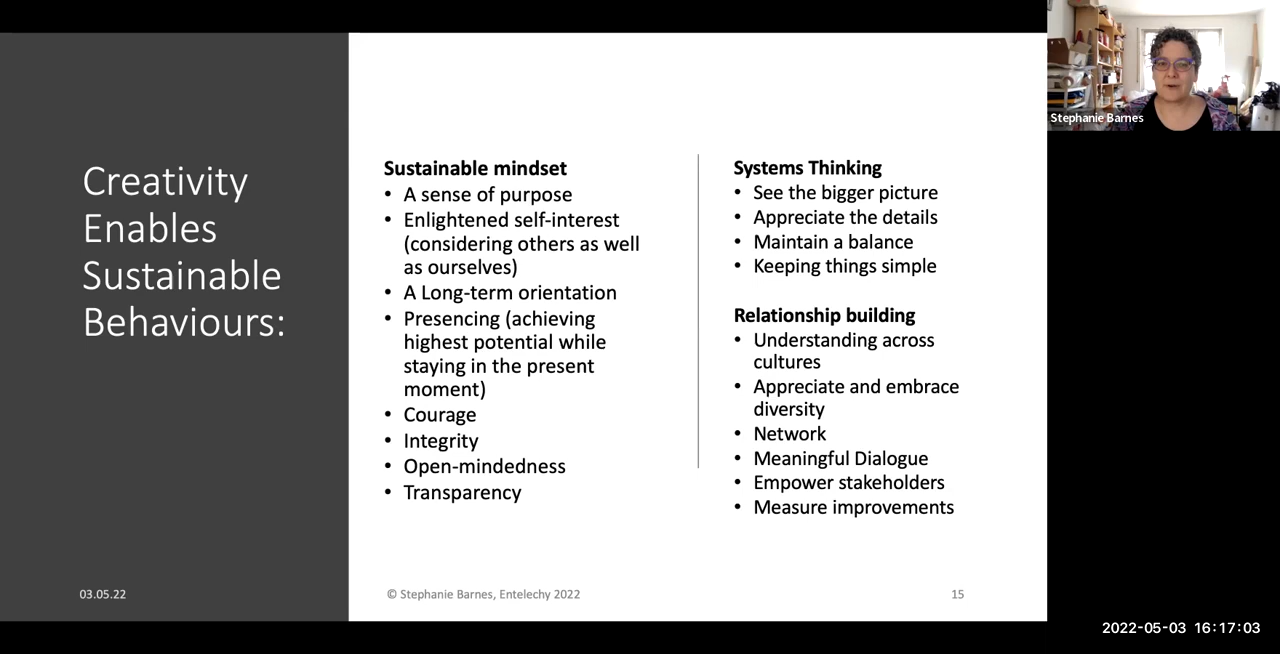 Creativity
Enables
Sustainable
Behaviours:
Sustainable mindset
• A sense of purpose
• Enlightened self-interest
(considering others as well
as ourselves)
• A Long-term orientation
• Presencing (achieving
highest potential while
staying in the present
moment)
• Courage
• Integrity
• Open-mindedness
• Transparency
Systems Thinking
• See the bigger picture
• Appreciate the details
• Maintain a balance
• Keeping things simple
Relationship building
• Understanding across
cultures
• Appreciate and embrace
diversity
• Network
• Meaningful Dialogue
• Empower stakeholders
• Measure improvements
03.05.22
© Stephanie Barnes, Entelechy 2022
15
Stephanie Barnes
2022-05-03 16:17:03